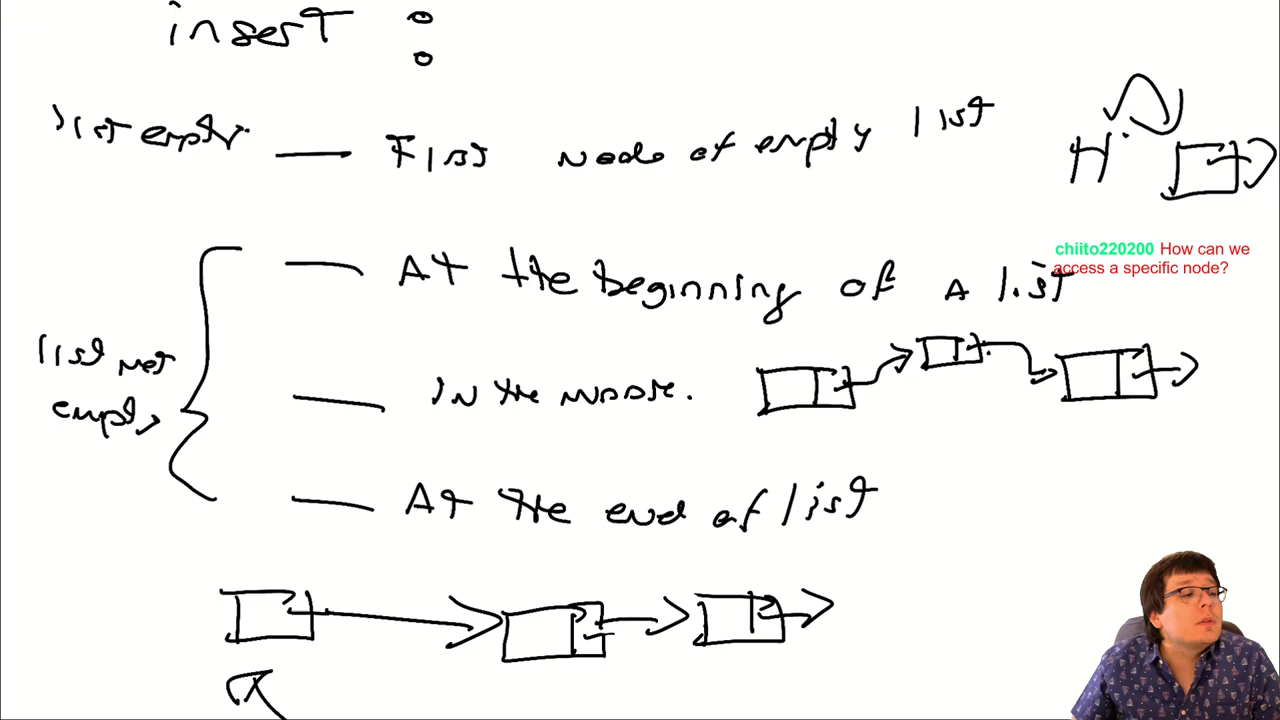 insert :
list empty — First node of empty list
H
chiito220200 How can we
access a specific node?
— At the beginning of a list
list not
empty
— in the middle.
— At the end of list